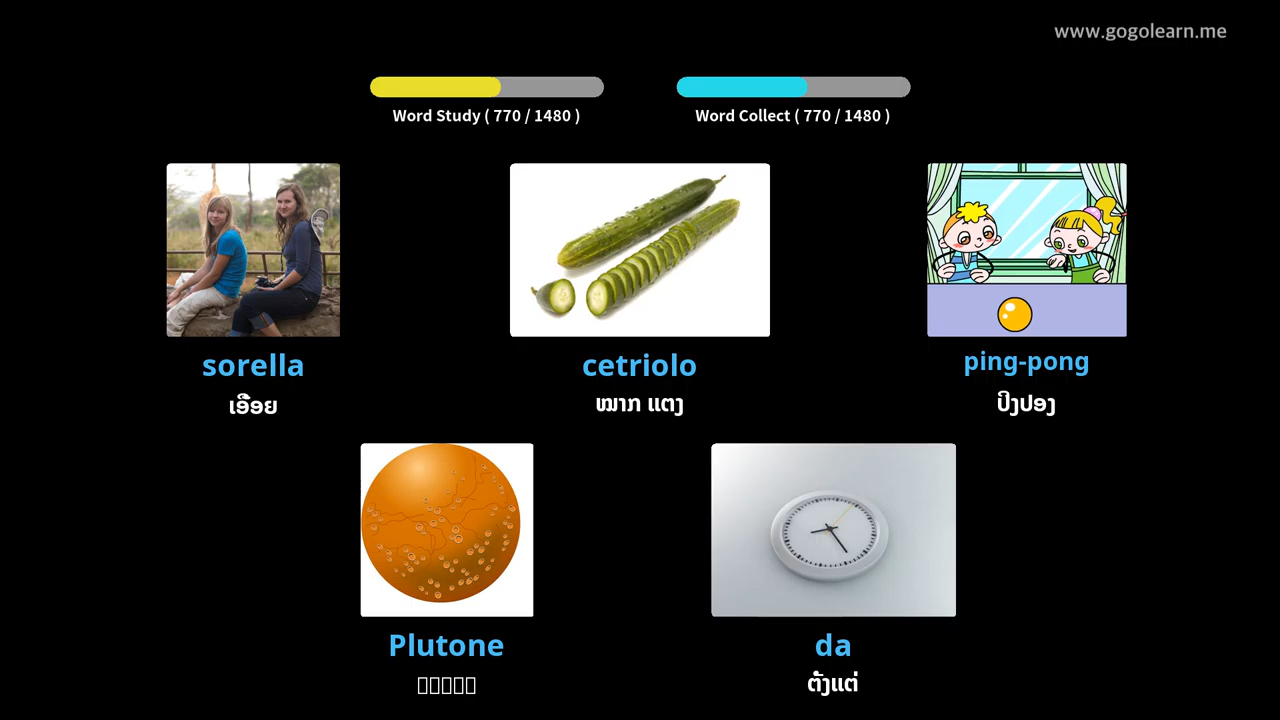 www.gogolearn.me
Word Study ( 770 / 1480 )
Word Collect ( 770 / 1480 )
sorella
cetriolo
ping-pong
ເອື້ອຍ
ໝາກ ແຕງ
ປິງປອງ
Plutone
da
ຕັ້ງແຕ່